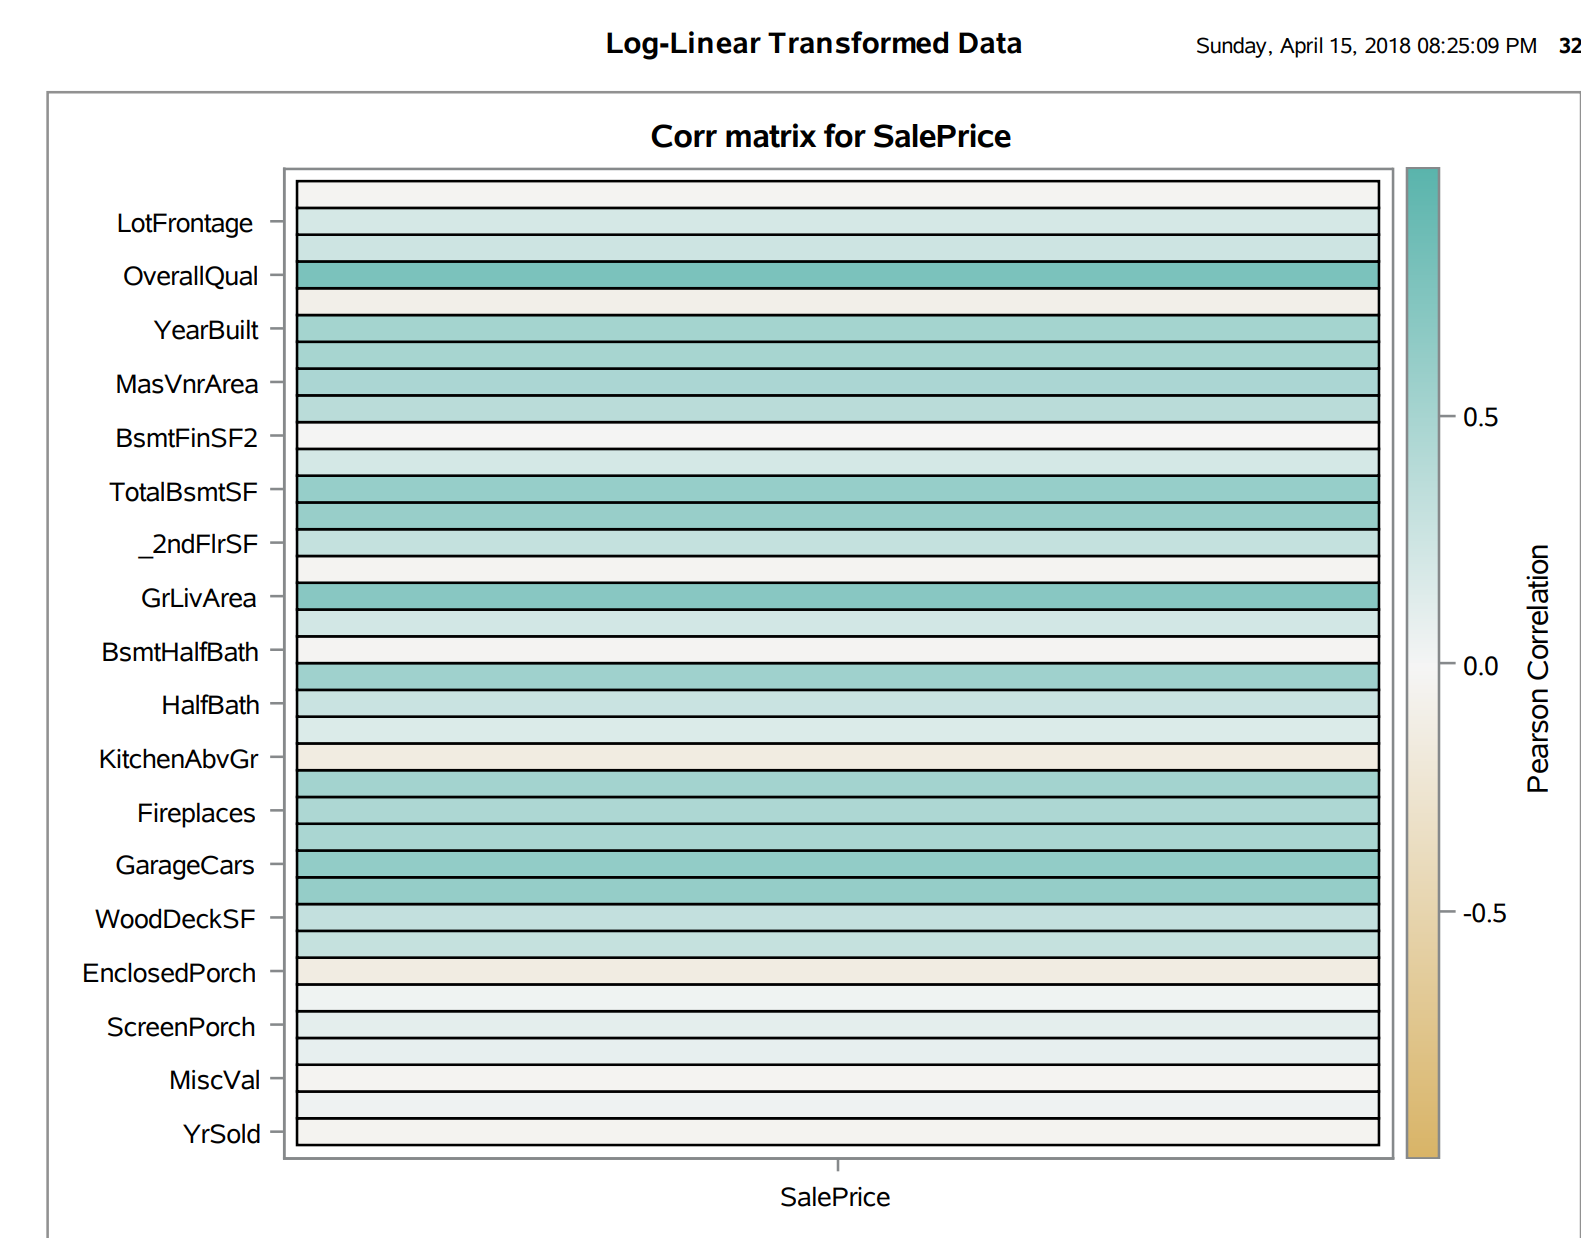 Log-Linear Transformed Data
Sunday, April 15, 2018 08:25:09 PM 32
Corr matrix for SalePrice
LotFrontage
OverallQual
YearBuilt
MasVnrArea
BsmtFinSF2
TotalBsmtSF
_2ndFlrSF
GrLivArea
BsmtHalfBath
HalfBath
KitchenAbvGr
Fireplaces
GarageCars
WoodDeckSF
EnclosedPorch
ScreenPorch
MiscVal
YrSold
SalePrice
0.5
0.0
-0.5
Pearson Correlation